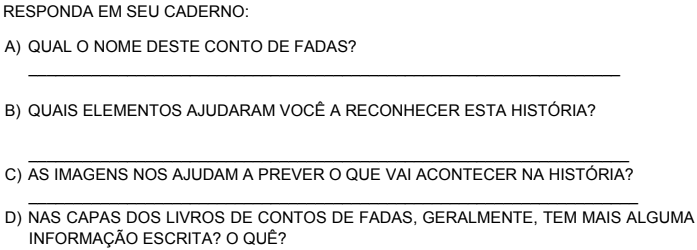 RESPONDA EM SEU CADERNO:
A) QUAL O NOME DESTE CONTO DE FADAS?
B) QUAIS ELEMENTOS AJUDARAM VOCÊ A RECONHECER ESTA HISTÓRIA?
C) AS IMAGENS NOS AJUDAM A PREVER O QUE VAI ACONTECER NA HISTÓRIA?
D) NAS CAPAS DOS LIVROS DE CONTOS DE FADAS, GERALMENTE, TEM MAIS ALGUMA
INFORMAÇÃO ESCRITA? O QUÊ?